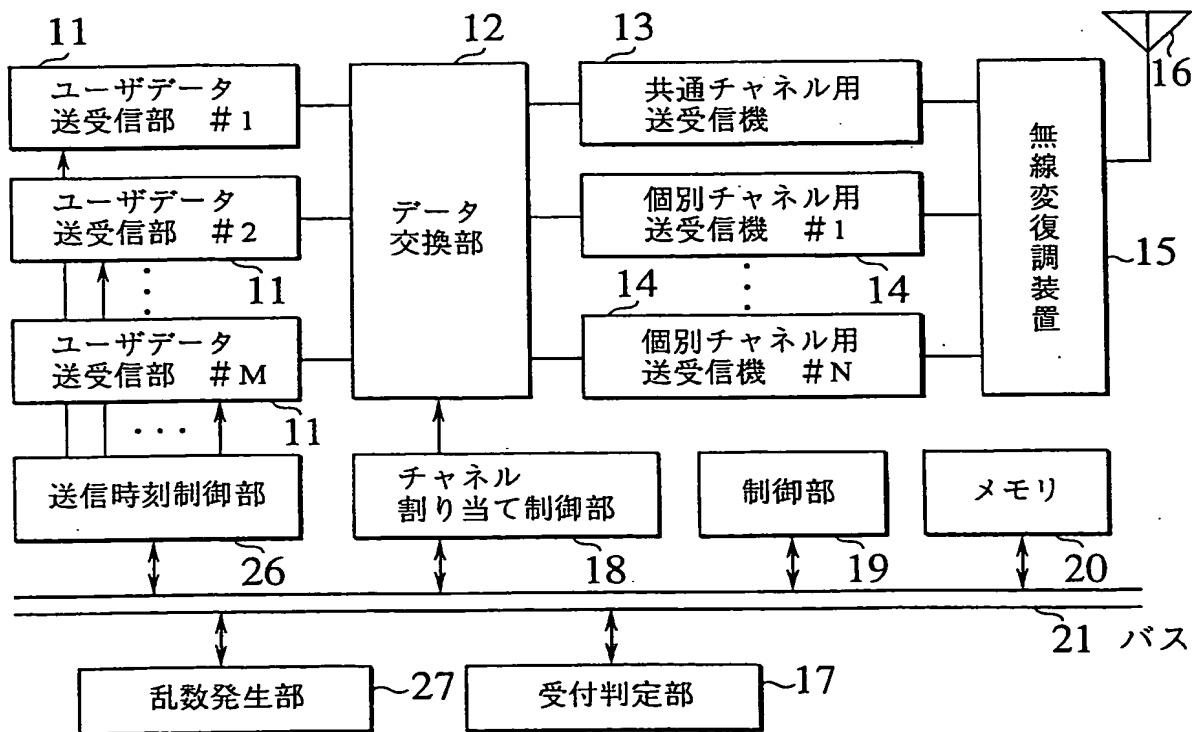 11
ユーザデータ
送受信部 #1
ユーザデータ
送受信部 #2
11
ユーザデータ
送受信部 #M
11
12
データ
交換部
13
共通チャネル用
送受信機
個別チャネル用
送受信機 #1
14
14
個別チャネル用
送受信機 #N
無線変復調装置
15
16
送信時刻制御部
26
チャネル
割り当て制御部
18
制御部
19
メモリ
20
21 バス
乱数発生部
27
受付判定部
17